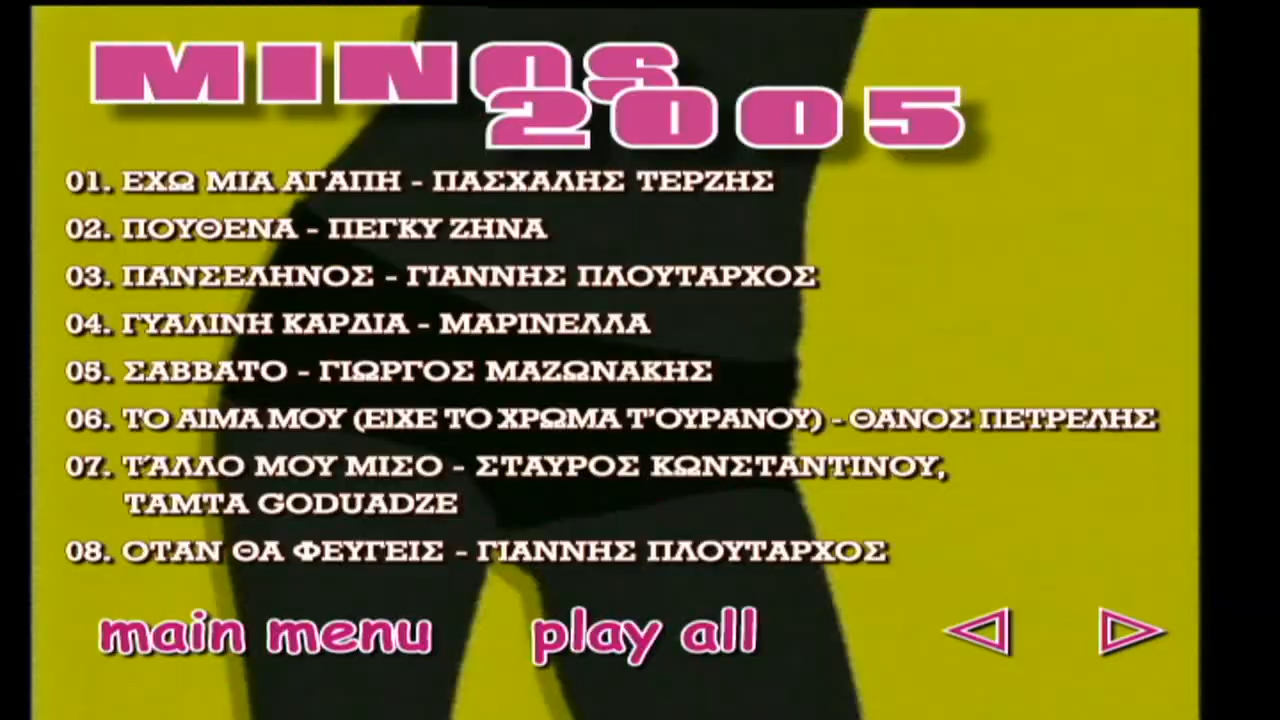 MINOS
2005
01. ΕΧΩ ΜΙΑ ΑΓΑΠΗ - ΠΑΣΧΑΛΗΣ ΤΕΡΖΗΣ
02. ΠΟΥΘΕΝΑ - ΠΕΓΚΥ ΖΗΝΑ
03. ΠΑΝΣΕΛΗΝΟΣ - ΓΙΑΝΝΗΣ ΠΛΟΥΤΑΡΧΟΣ
04. ΓΥΑΛΙΝΗ ΚΑΡΔΙΑ - ΜΑΡΙΝΕΛΛΑ
05. ΣΑΒΒΑΤΟ - ΓΙΩΡΓΟΣ ΜΑΖΩΝΑΚΗΣ
06. ΤΟ ΑΙΜΑ ΜΟΥ (ΕΙΧΕ ΤΟ ΧΡΩΜΑ Τ'ΟΥΡΑΝΟΥ) - ΘΑΝΟΣ ΠΕΤΡΕΛΗΣ
07. Τ'ΑΛΛΟ ΜΟΥ ΜΙΣΟ - ΣΤΑΥΡΟΣ ΚΩΝΣΤΑΝΤΙΝΟΥ,
ΤΑΜΤΑ GODUADZE
08. ΟΤΑΝ ΘΑ ΦΕΥΓΕΙΣ - ΓΙΑΝΝΗΣ ΠΛΟΥΤΑΡΧΟΣ
main menu play all